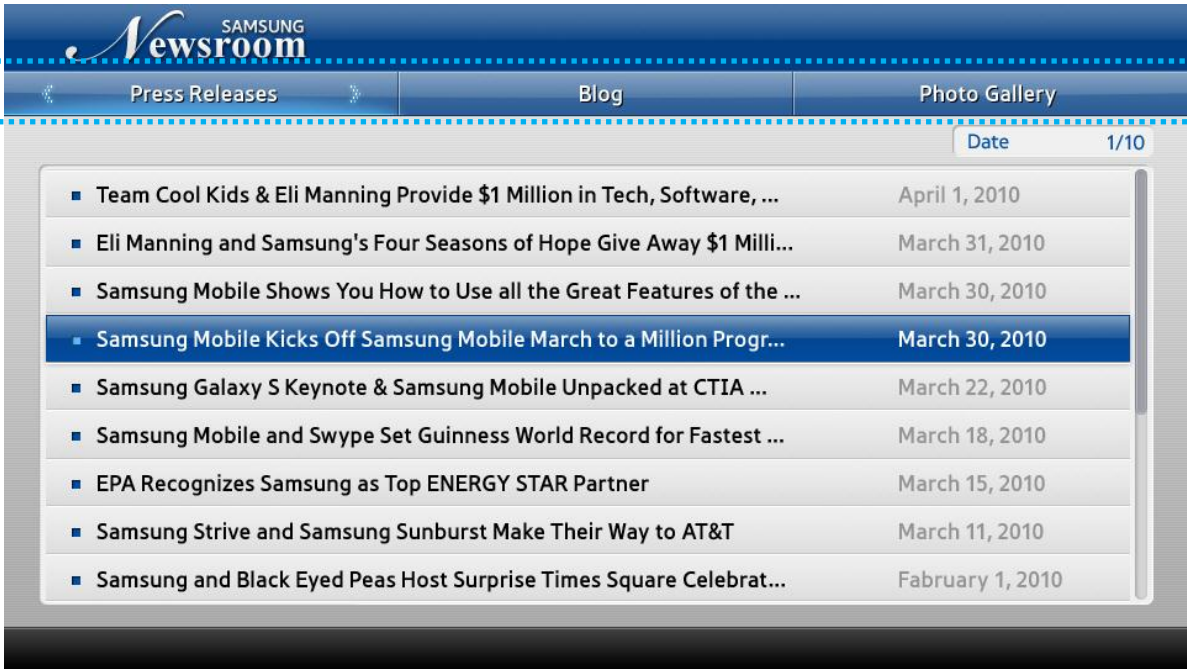 SAMSUNG
Newsroom
Press Releases Blog Photo Gallery
Date 1/10
Team Cool Kids & Eli Manning Provide $1 Million in Tech, Software, ... April 1, 2010
Eli Manning and Samsung's Four Seasons of Hope Give Away $1 Milli... March 31, 2010
Samsung Mobile Shows You How to Use all the Great Features of the ... March 30, 2010
Samsung Mobile Kicks Off Samsung Mobile March to a Million Progr... March 30, 2010
Samsung Galaxy S Keynote & Samsung Mobile Unpacked at CTIA ... March 22, 2010
Samsung Mobile and Swype Set Guinness World Record for Fastest ... March 18, 2010
EPA Recognizes Samsung as Top ENERGY STAR Partner March 15, 2010
Samsung Strive and Samsung Sunburst Make Their Way to AT&T March 11, 2010
Samsung and Black Eyed Peas Host Surprise Times Square Celebrat... Fabruary 1, 2010